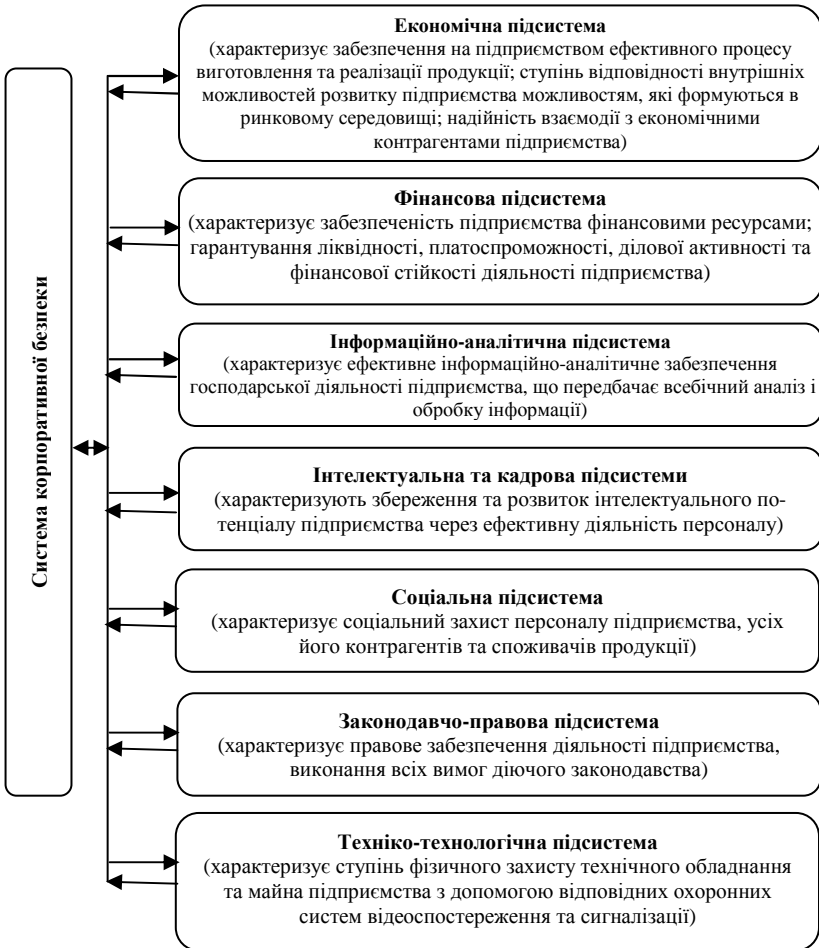 Система корпоративної безпеки
Економічна підсистема
(характеризує забезпечення на підприємством ефективного процесу
виготовлення та реалізації продукції; ступінь відповідності внутрішніх
можливостей розвитку підприємства можливостям, які формуються в
ринковому середовищі; надійність взаємодії з економічними
контрагентами підприємства)
Фінансова підсистема
(характеризує забезпеченість підприємства фінансовими ресурсами;
гарантування ліквідності, платоспроможності, ділової активності та
фінансової стійкості діяльності підприємства)
Інформаційно-аналітична підсистема
(характеризує ефективне інформаційно-аналітичне забезпечення
господарської діяльності підприємства, що передбачає всебічний аналіз і
обробку інформації)
Інтелектуальна та кадрова підсистеми
(характеризують збереження та розвиток інтелектуального по-
тенціалу підприємства через ефективну діяльність персоналу)
Соціальна підсистема
(характеризує соціальний захист персоналу підприємства, усіх
його контрагентів та споживачів продукції)
Законодавчо-правова підсистема
(характеризує правове забезпечення діяльності підприємства,
виконання всіх вимог діючого законодавства)
Техніко-технологічна підсистема
(характеризує ступінь фізичного захисту технічного обладнання
та майна підприємства з допомогою відповідних охоронних
систем відеоспостереження та сигналізації)